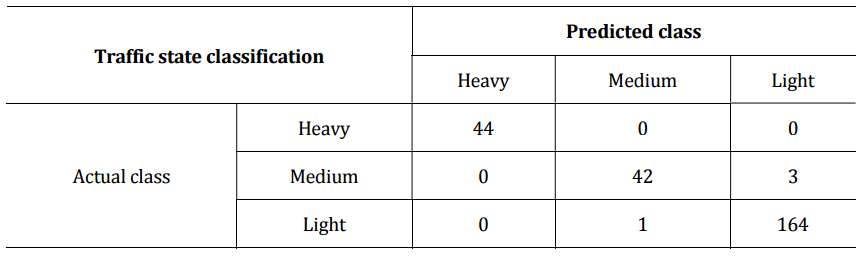 Traffic state classification Predicted class
Heavy Medium Light
Actual class Heavy 44 0 0
Medium 0 42 3
Light 0 1 164